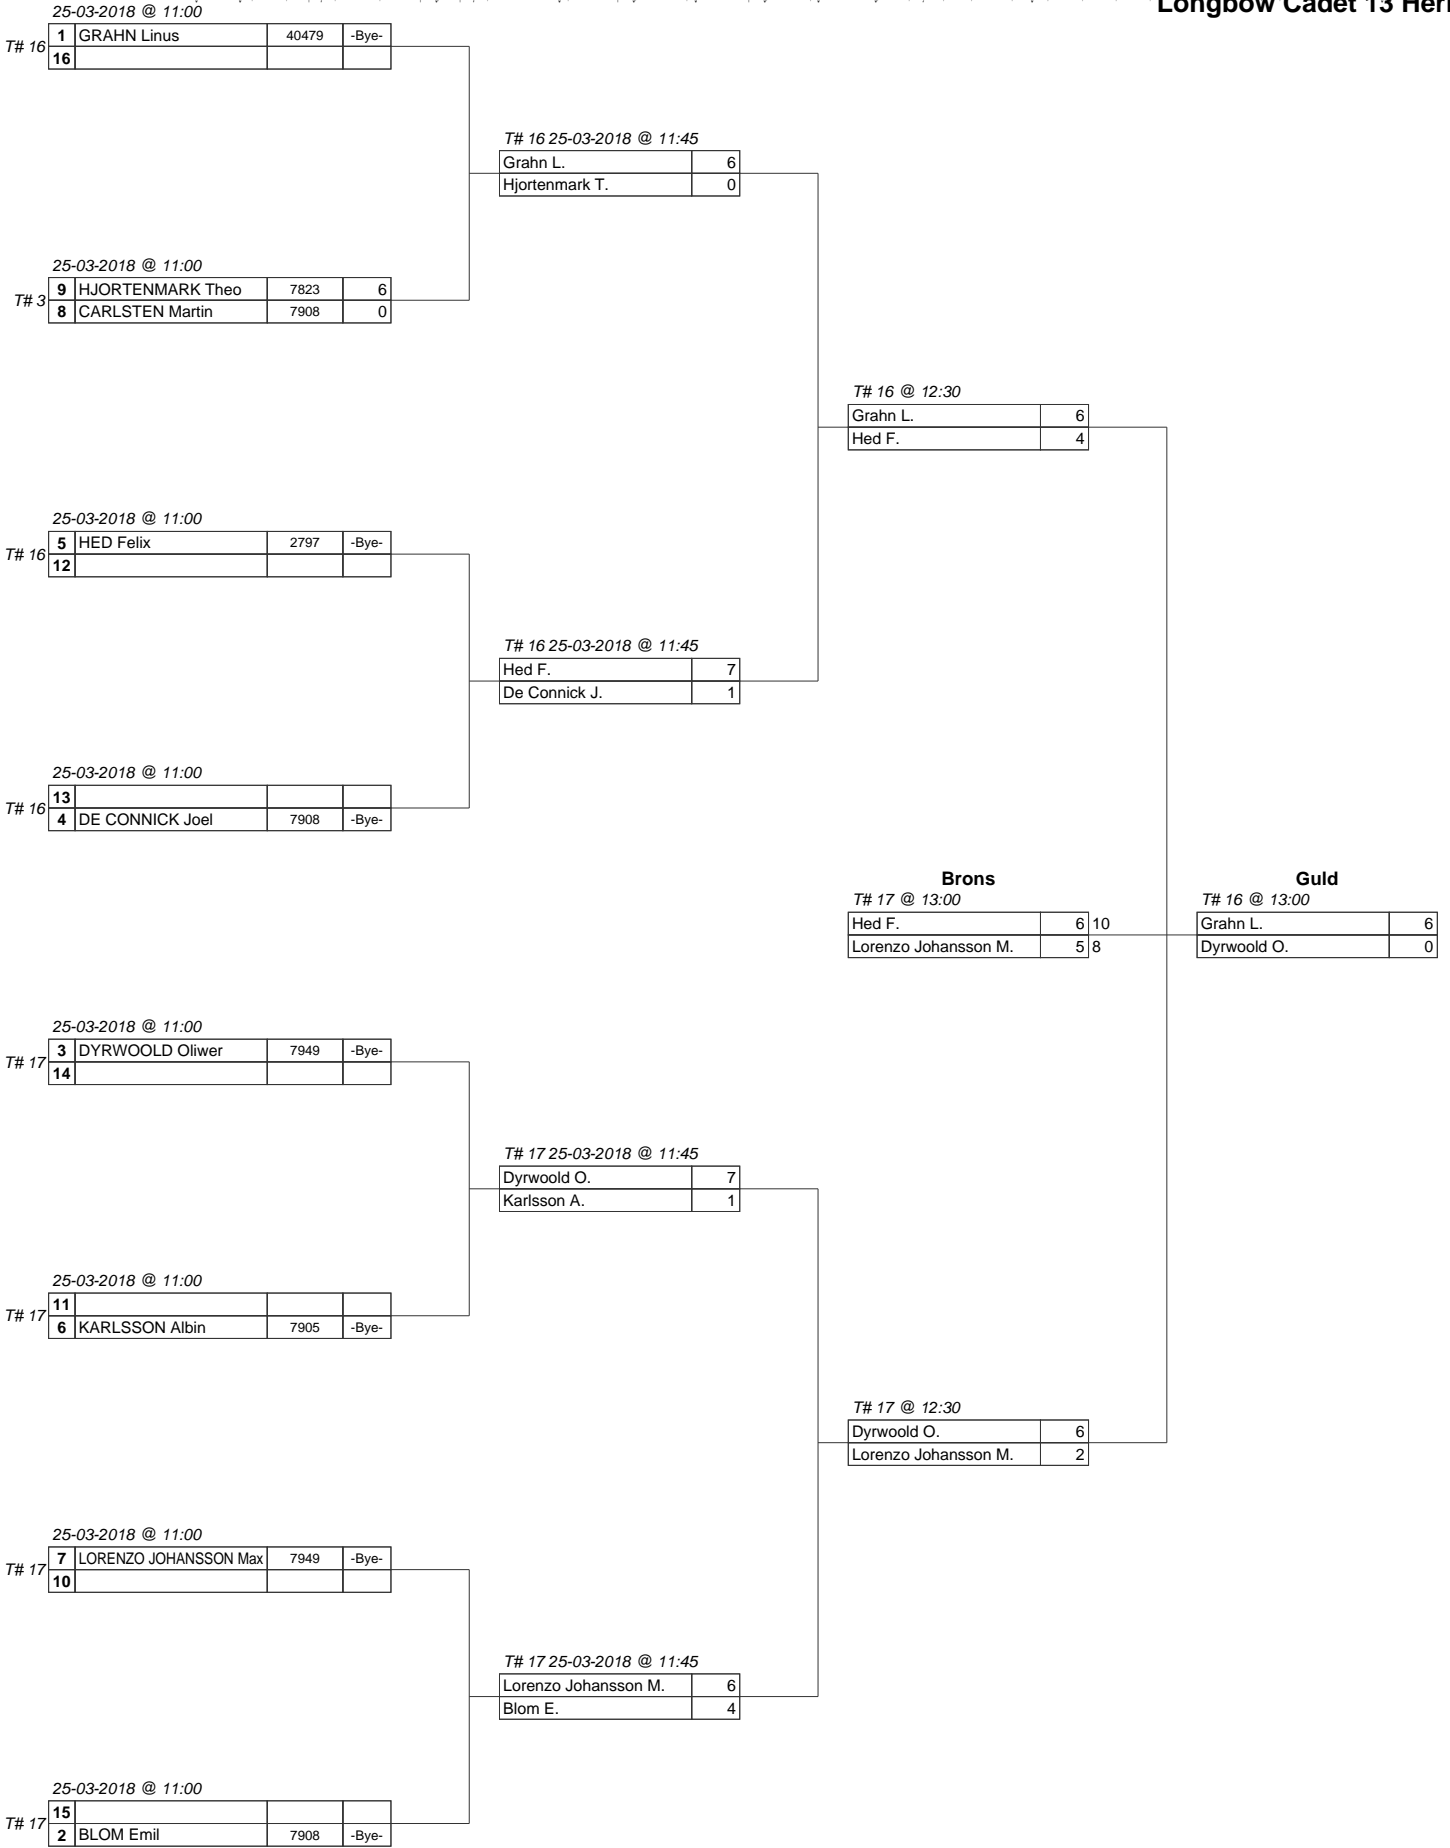 Longbow Cadet 13
25-03-2018 @ 11:00
T# 16
1 GRAHN Linus 40479 -Bye-
16
T# 16 25-03-2018 @ 11:45
Grahn L. 6
Hjortenmark T. 0
25-03-2018 @ 11:00
T# 3
9 HJORTENMARK Theo 7823 6
8 CARLSTEN Martin 7908 0
T# 16 @ 12:30
Grahn L. 6
Hed F. 4
25-03-2018 @ 11:00
T# 16
5 HED Felix 2797 -Bye-
12
T# 16 25-03-2018 @ 11:45
Hed F. 7
De Connick J. 1
25-03-2018 @ 11:00
T# 16
13
4 DE CONNICK Joel 7908 -Bye-
Brons
T# 17 @ 13:00
Hed F. 6 10
Lorenzo Johansson M. 5 8
Guld
T# 16 @ 13:00
Grahn L. 6
Dyrwoold O. 0
25-03-2018 @ 11:00
T# 17
3 DYRWOOLD Oliwer 7949 -Bye-
14
T# 17 25-03-2018 @ 11:45
Dyrwoold O. 7
Karlsson A. 1
25-03-2018 @ 11:00
T# 17
11
6 KARLSSON Albin 7905 -Bye-
T# 17 @ 12:30
Dyrwoold O. 6
Lorenzo Johansson M. 2
25-03-2018 @ 11:00
T# 17
7 LORENZO JOHANSSON Max 7949 -Bye-
10
T# 17 25-03-2018 @ 11:45
Lorenzo Johansson M. 6
Blom E. 4
25-03-2018 @ 11:00
T# 17
15
2 BLOM Emil 7908 -Bye-